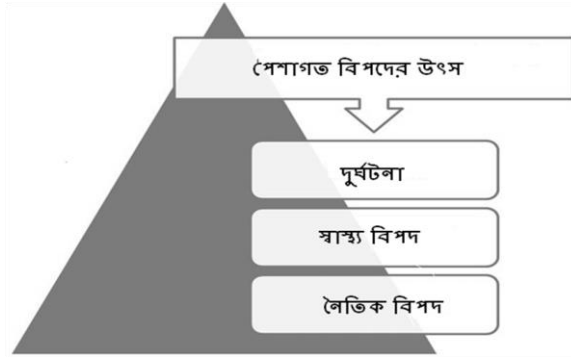 পেশাগত বিপদের উৎস
দুর্ঘটনা
স্বাস্থ্য বিপদ
নৈতিক বিপদ